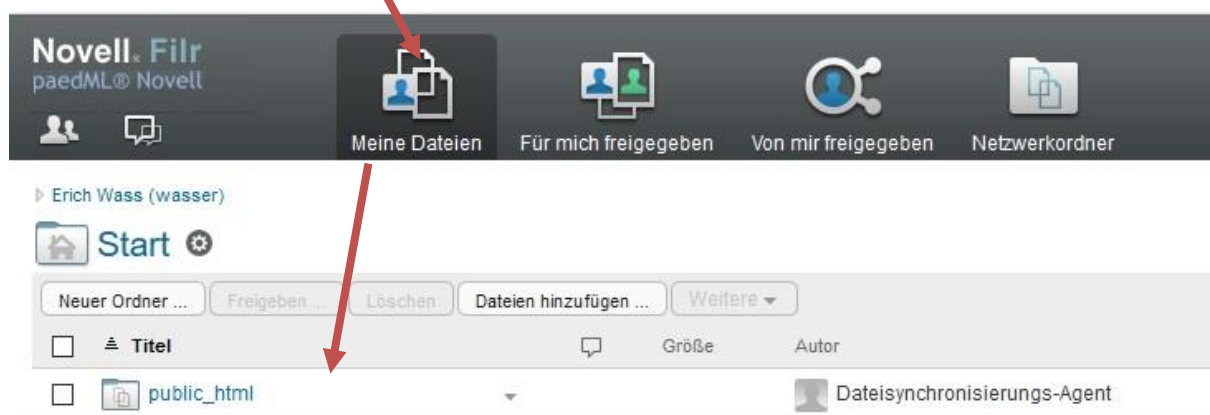 Novell® Filr
paedML® Novell
Meine Dateien Für mich freigegeben Von mir freigegeben Netzwerkordner
Erich Wass (wasser)
Start
Neuer Ordner ... Freigeben ... Löschen Dateien hinzufügen ... Weitere
Titel Größe Autor
public_html Dateisynchronisierungs-Agent